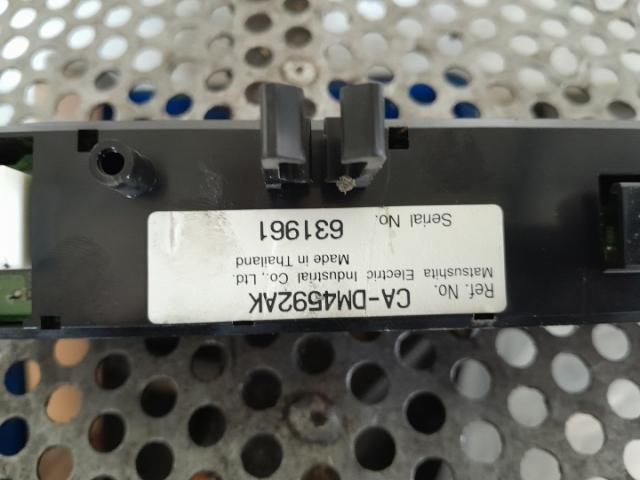 Ref. No.
CA-DM4592AK
Matsushita Electric Industrial Co., Ltd.
Made in Thailand
Serial No.
631961